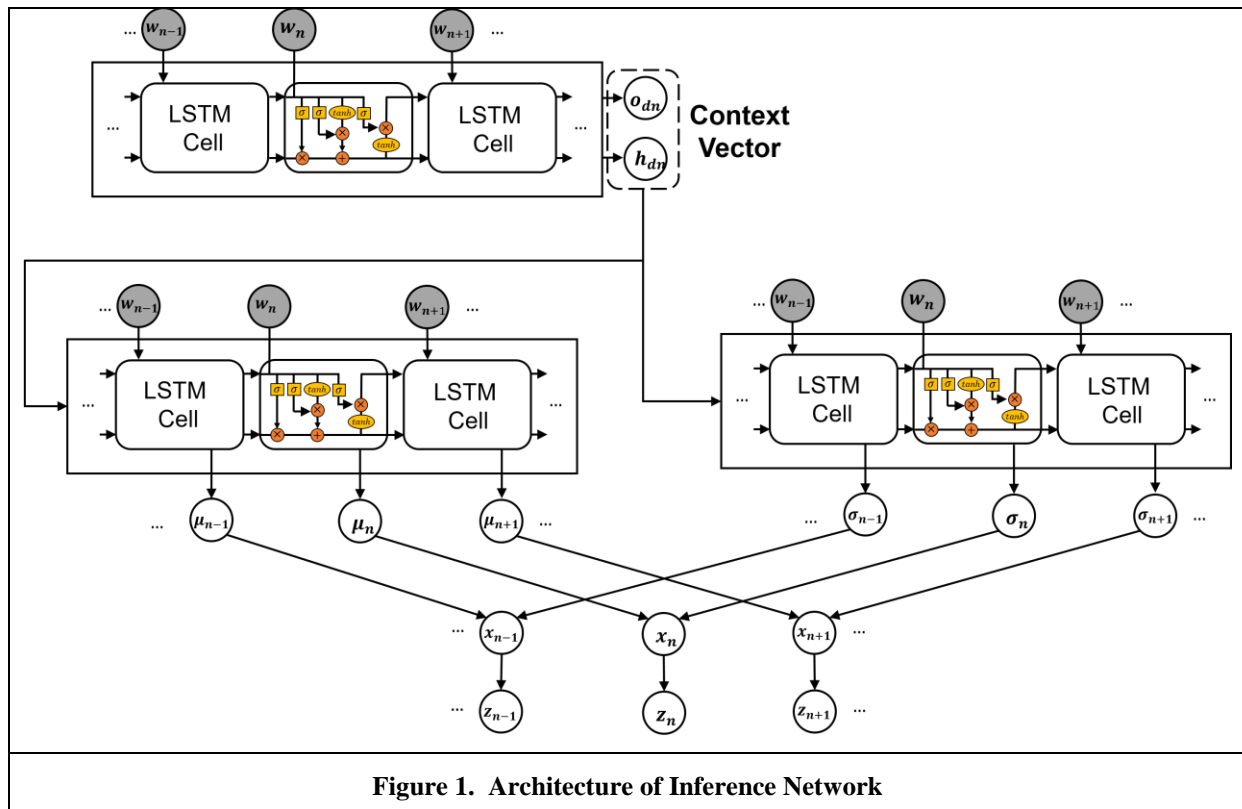 ... w_{n-1} w_n w_{n+1} ...
LSTM Cell
σ σ tanh σ
× × tanh
× +
LSTM Cell
... ...
o_{dn}
h_{dn}
Context
Vector
... w_{n-1} w_n w_{n+1} ...
LSTM Cell
σ σ tanh σ
× × tanh
× +
LSTM Cell
... ...
... w_{n-1} w_n w_{n+1} ...
LSTM Cell
σ σ tanh σ
× × tanh
× +
LSTM Cell
... ...
... μ_{n-1} μ_n μ_{n+1} ...
... σ_{n-1} σ_n σ_{n+1} ...
... x_{n-1} x_n x_{n+1} ...
... z_{n-1} z_n z_{n+1} ...
Figure 1. Architecture of Inference Network